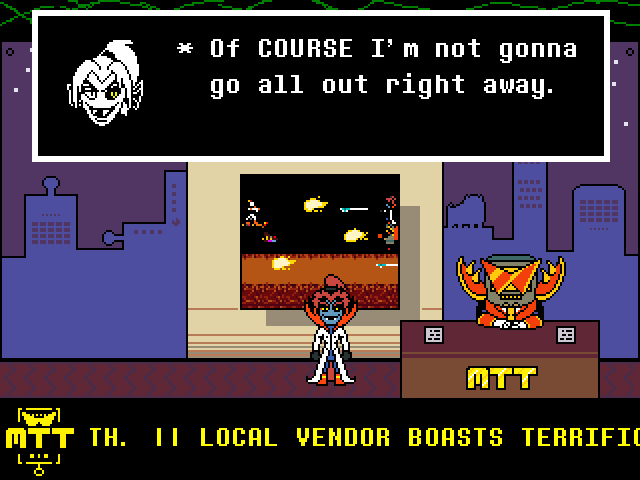 * Of COURSE I'm not gonna
go all out right away.
MTT
MTT TH. || LOCAL VENDOR BOASTS TERRIFIC